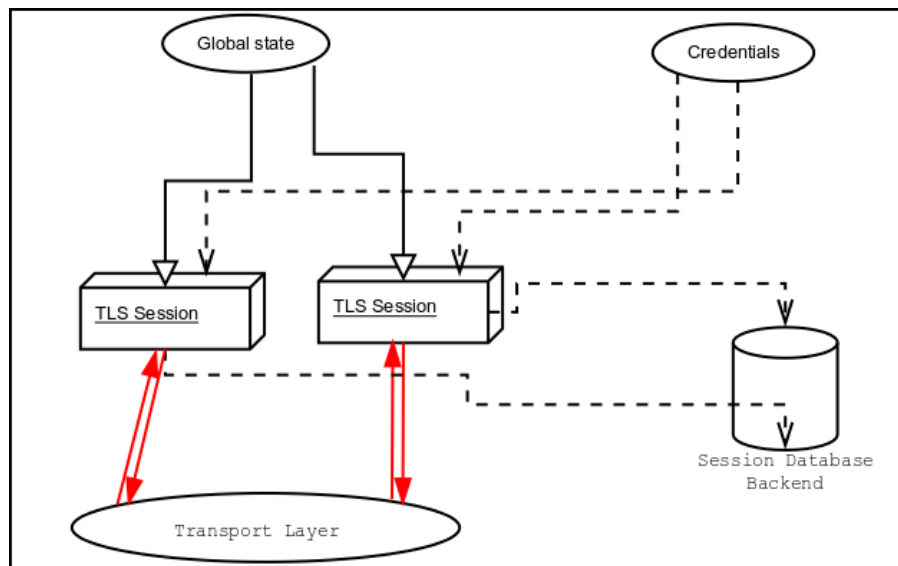 Global state
Credentials
TLS Session
TLS Session
Session Database
Backend
Transport Layer